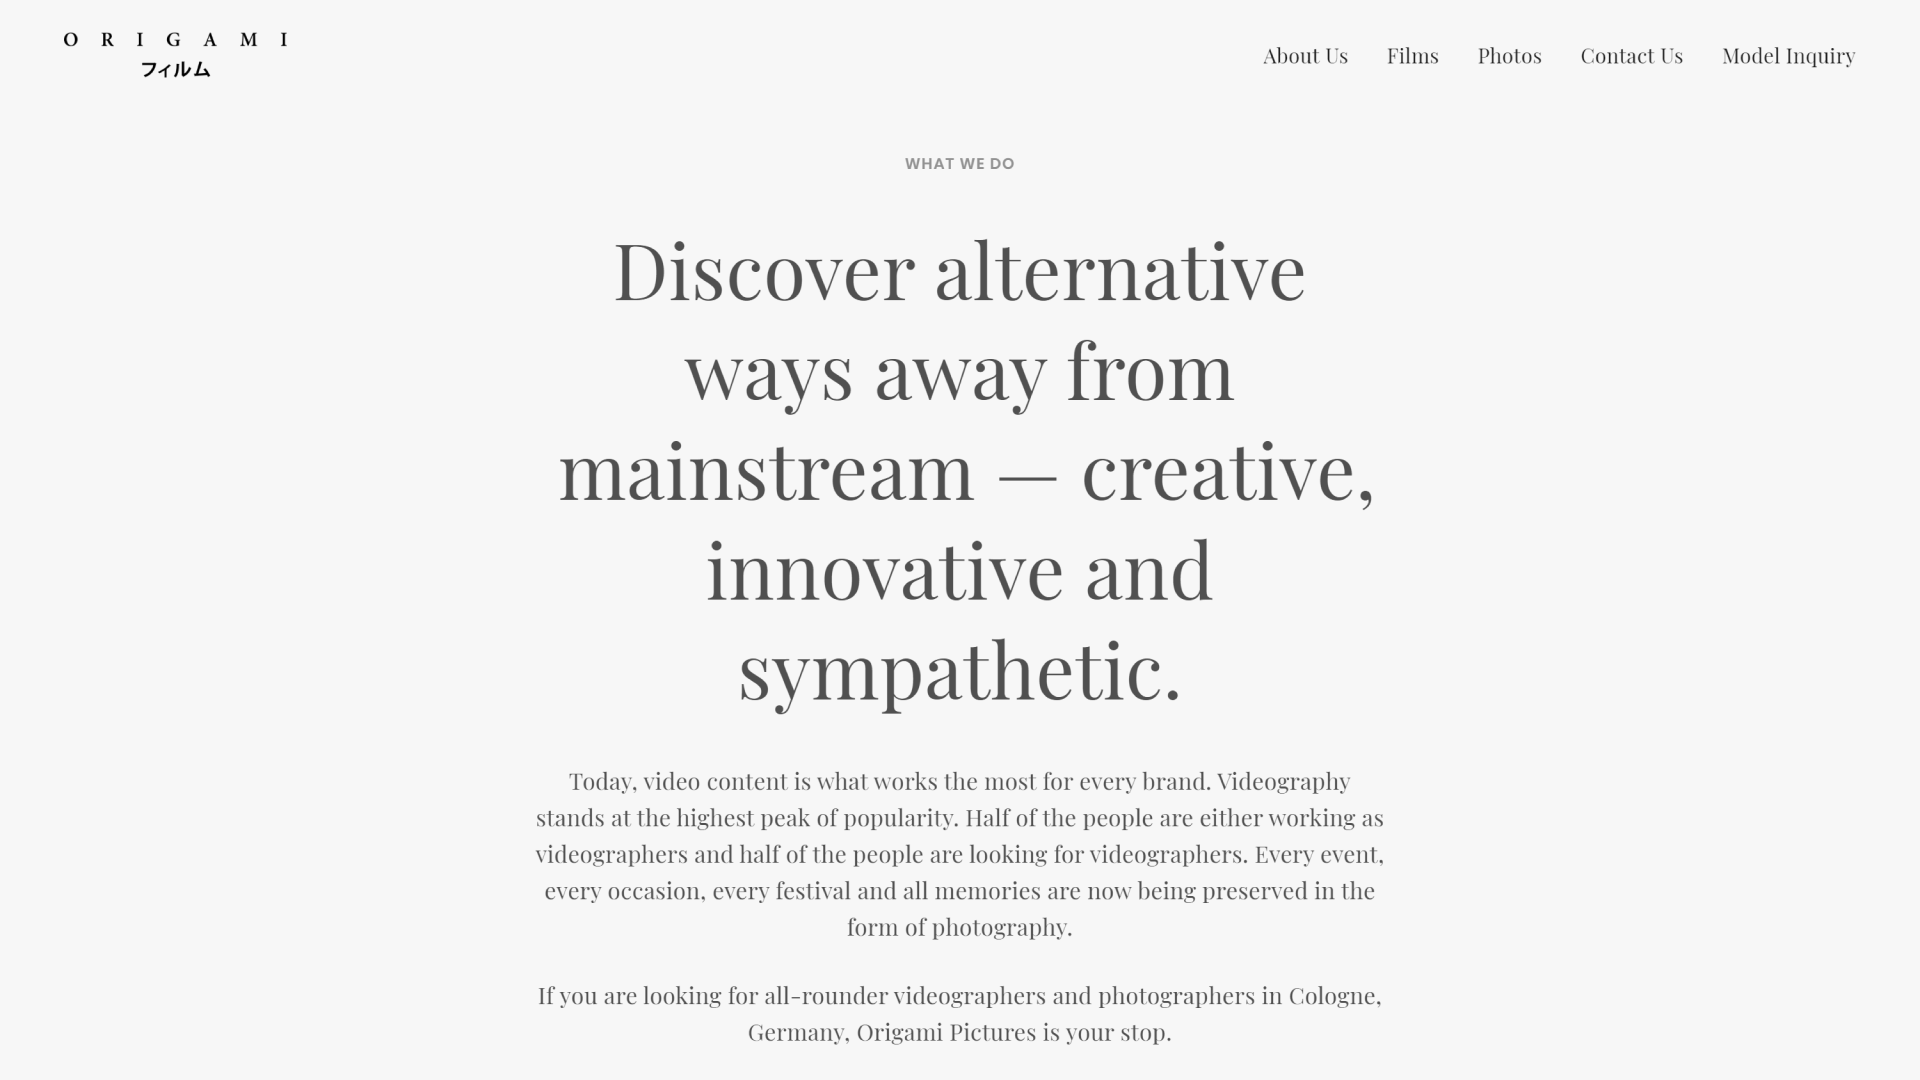 O R I G A M I
フィルム
About Us Films Photos Contact Us Model Inquiry
WHAT WE DO
Discover alternative
ways away from
mainstream — creative,
innovative and
sympathetic.
Today, video content is what works the most for every brand. Videography
stands at the highest peak of popularity. Half of the people are either working as
videographers and half of the people are looking for videographers. Every event,
every occasion, every festival and all memories are now being preserved in the
form of photography.
If you are looking for all-rounder videographers and photographers in Cologne,
Germany, Origami Pictures is your stop.